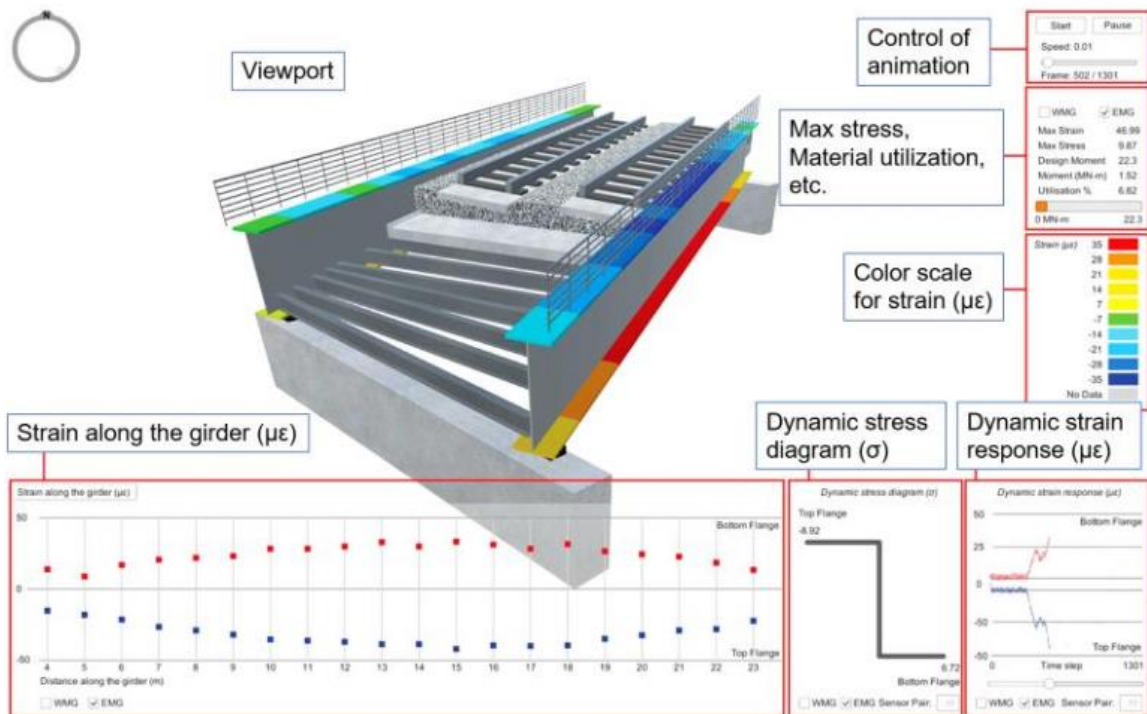 N
Viewport
Control of
animation
Start Pause
Speed: 0.01
Frame: 502 / 1301
Max stress,
Material utilization,
etc.
WMG EMG
Max Strain 46.99
Max Stress 9.87
Design Moment 22.3
Moment (MN-m) 1.52
Utilisation % 6.82
0 MN-m 22.3
Color scale
for strain (με)
Strain (με) 35
28
21
14
7
-7
-14
-21
-28
-35
No Data
Strain along the girder (με)
Dynamic stress
diagram (σ)
Dynamic strain
response (με)
Strain along the girder (με)
50
Bottom Flange
0
-50
Top Flange
4 5 6 7 8 9 10 11 12 13 14 15 16 17 18 19 20 21 22 23
Distance along the girder (m)
WMG EMG
Dynamic stress diagram (σ)
Top Flange
-8.92
6.72
Bottom Flange
WMG EMG Sensor Pair:
Dynamic strain response (με)
50
Bottom Flange
25
0
-25
-50
Top Flange
0 Time step 1301
WMG EMG Sensor Pair: